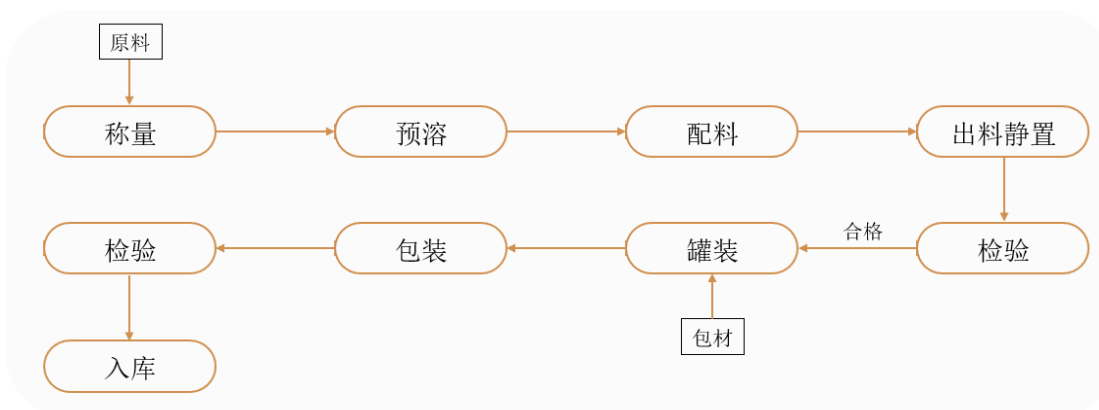 原料
称量
预溶
配料
出料静置
检验
合格
罐装
包装
检验
包材
入库